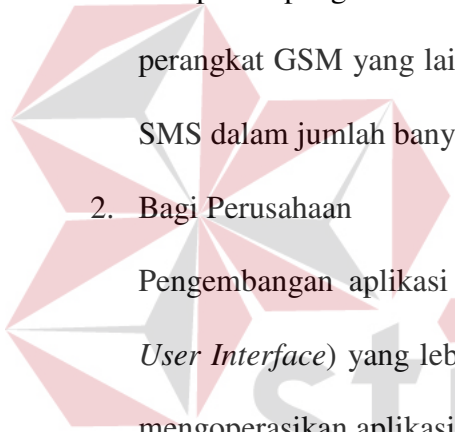 perangkat GSM yang lai
SMS dalam jumlah bany
2. Bagi Perusahaan
Pengembangan aplikasi
User Interface) yang leb
mengoperasikan aplikasi
sti